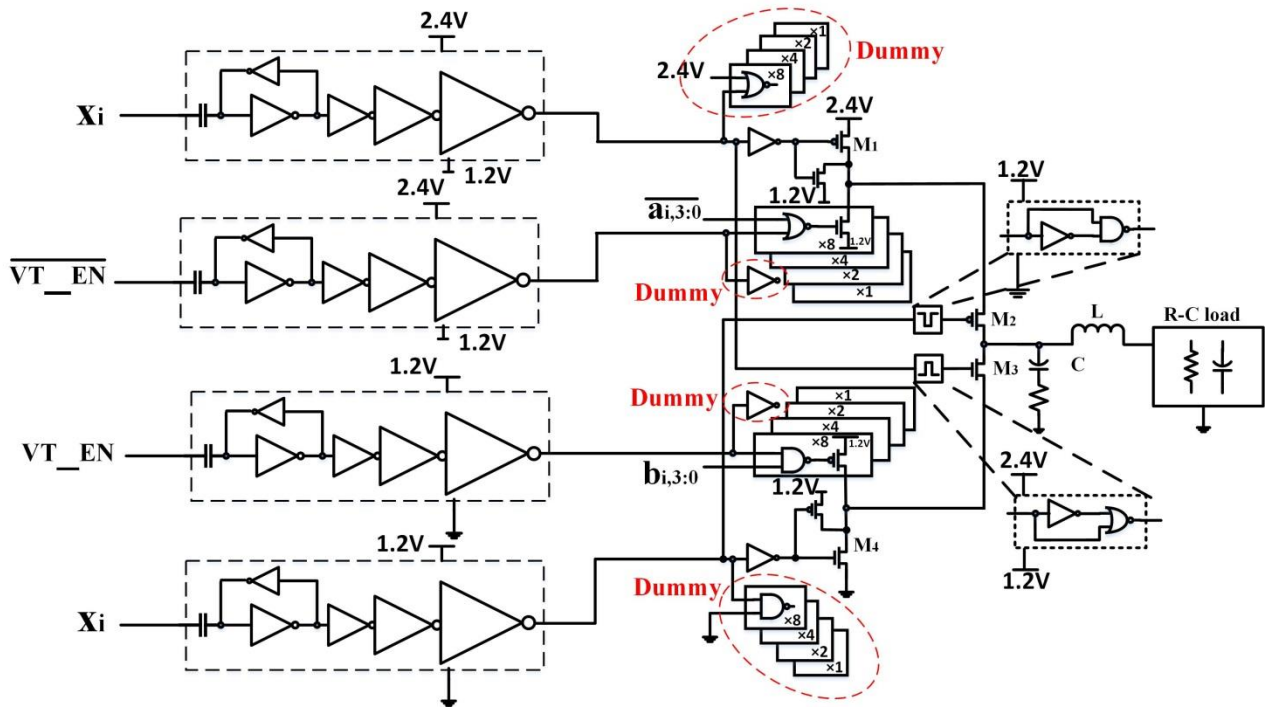 2.4V
Xi
1.2V
2.4V
VT_EN
1.2V
1.2V
VT_EN
1.2V
Xi
×1
×2
×4
×8
2.4V
Dummy
2.4V
M1
1.2V
ai,3:0
×8
1.2V
×4
×2
×1
Dummy
1.2V
M2
L
R-C load
C
M3
Dummy
×1
×2
×4
×8
1.2V
bi,3:0
1.2V
M4
2.4V
1.2V
Dummy
×8
×4
×2
×1